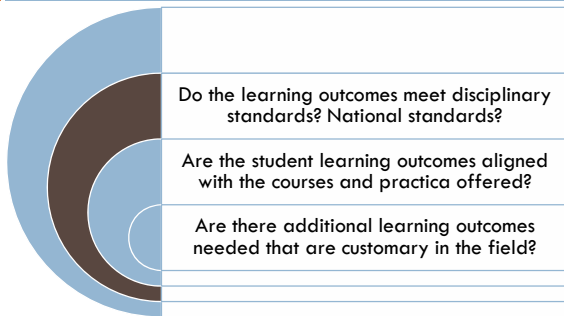 Do the learning outcomes meet disciplinary
standards? National standards?
Are the student learning outcomes aligned
with the courses and practica offered?
Are there additional learning outcomes
needed that are customary in the field?